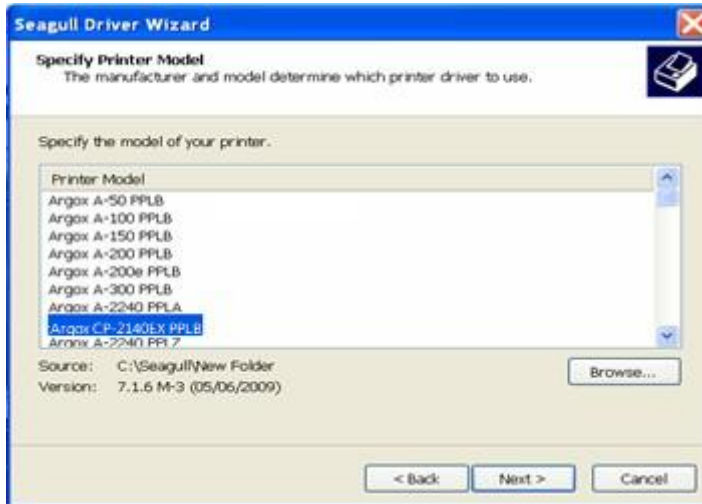 Seagull Driver Wizard
Specify Printer Model
The manufacturer and model determine which printer driver to use.
Specify the model of your printer.
Printer Model
Argox A-50 PPLB
Argox A-100 PPLB
Argox A-150 PPLB
Argox A-200 PPLB
Argox A-200e PPLB
Argox A-300 PPLB
Argox A-2240 PPLA
Argox CP-2140EX PPLB
Argox A-2240 PPLZ
Source: C:\Seagull\New Folder
Browse...
Version: 7.1.6 M-3 (05/06/2009)
< Back Next > Cancel